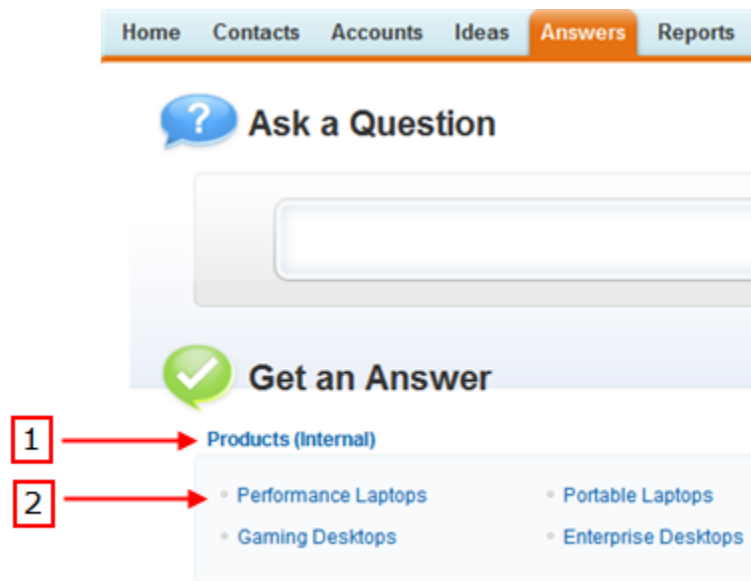 Home Contacts Accounts Ideas Answers Reports
?
Ask a Question
Get an Answer
1 Products (Internal)
2 Performance Laptops Portable Laptops
Gaming Desktops Enterprise Desktops